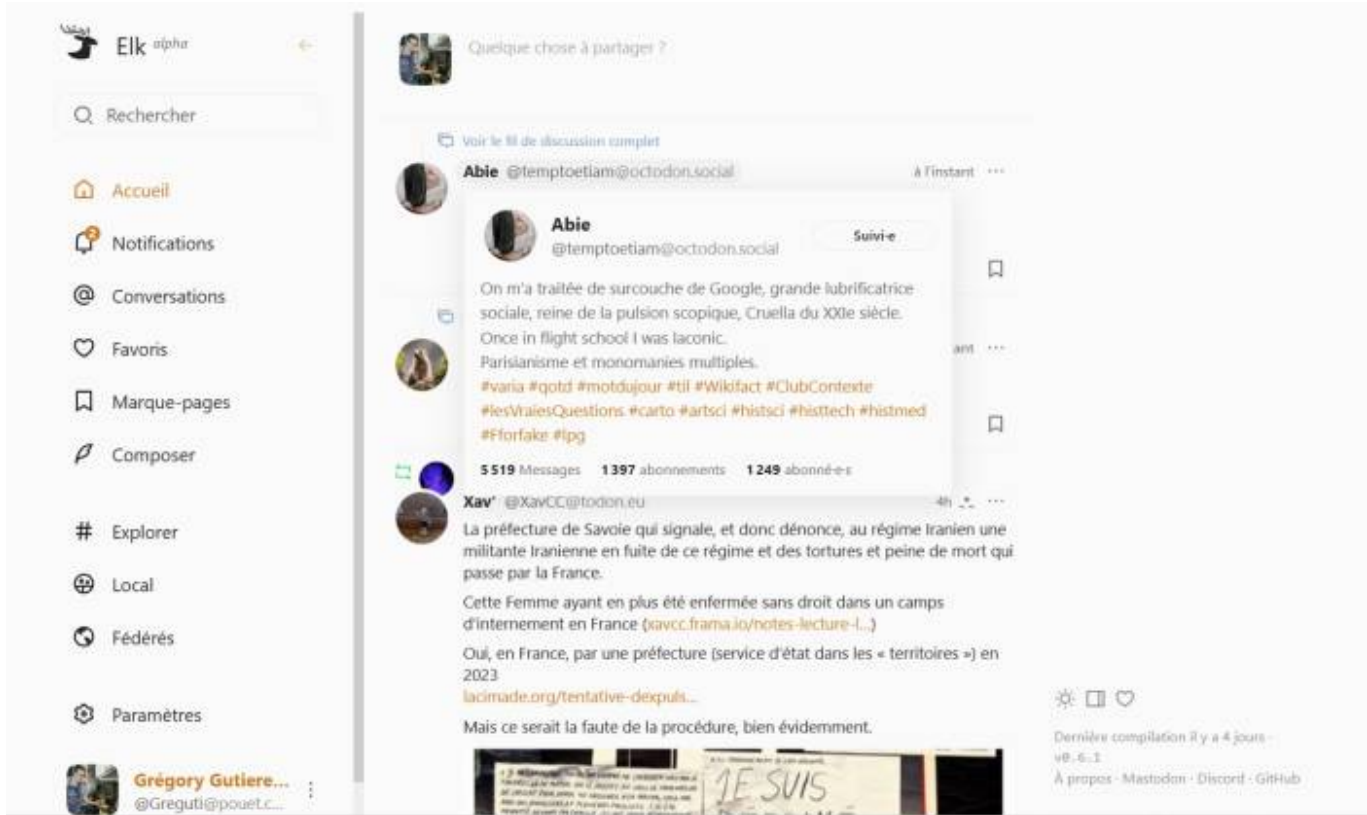 Elk alpha
Rechercher
Accueil
2
Notifications
Conversations
Favoris
Marque-pages
Composer
Explorer
Local
Fédérés
Paramètres
Grégory Gutiere...
@Greguti@pouet.c...
Quelque chose à partager ?
Voir le fil de discussion complet
Abie @temptoetiam@octodon.social à l'instant ...
Abie
@temptoetiam@octodon.social
Suivi·e
On m'a traitée de surcouche de Google, grande lubrificatrice
sociale, reine de la pulsion scopique, Cruella du XXIe siècle.
Once in flight school I was laconic.
Parisianisme et monomanies multiples.
#varia #qotd #motdujour #til #Wikifact #ClubContexte
#lesVraiesQuestions #carto #artsci #histsci #histtech #histmed
#Fforfake #lpg
5 519 Messages 1 397 abonnements 1 249 abonné·e·s
ant ...
Xav' @XavCC@todon.eu 4h ...
La préfecture de Savoie qui signale, et donc dénonce, au régime Iranien une
militante Iranienne en fuite de ce régime et des tortures et peine de mort qui
passe par la France.
Cette Femme ayant en plus été enfermée sans droit dans un camps
d'internement en France (xavcc.frama.io/notes-lecture-l...)
Oui, en France, par une préfecture (service d'état dans les « territoires ») en
2023
lacimade.org/tentative-dexpuls...
Mais ce serait la faute de la procédure, bien évidemment.
JE SUIS
Dernière compilation il y a 4 jours ·
v0.6.1
À propos · Mastodon · Discord · GitHub